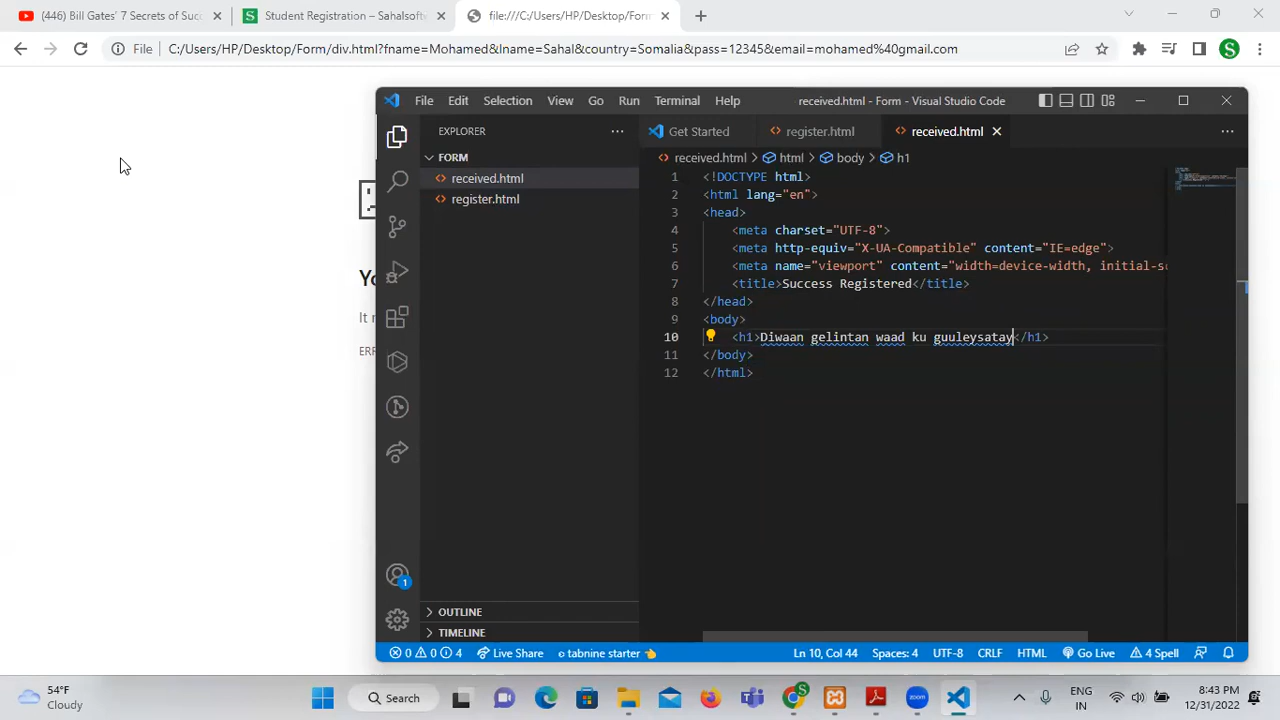 (446) Bill Gates' 7 Secrets of Suc
Student Registration – Sahalsoftw
file:///C:/Users/HP/Desktop/Form
File
C:/Users/HP/Desktop/Form/div.html?fname=Mohamed&lname=Sahal&country=Somalia&pass=12345&email=mohamed%40gmail.com
S
File Edit Selection View Go Run Terminal Help
received.html - Form - Visual Studio Code
EXPLORER
FORM
received.html
register.html
OUTLINE
TIMELINE
Get Started
register.html
received.html
received.html > html > body > h1
1 <!DOCTYPE html>
2 <html lang="en">
3 <head>
4 <meta charset="UTF-8">
5 <meta http-equiv="X-UA-Compatible" content="IE=edge">
6 <meta name="viewport" content="width=device-width, initial-sc
7 <title>Success Registered</title>
8 </head>
9 <body>
10 <h1>Diwaan gelintan waad ku guuleysatay</h1>
11 </body>
12 </html>
Yo
It r
ERR
1
0 0 4 Live Share tabnine starter
Ln 10, Col 44 Spaces: 4 UTF-8 CRLF HTML Go Live 4 Spell
54°F
Cloudy
Search
zoom
ENG
IN
8:43 PM
12/31/2022